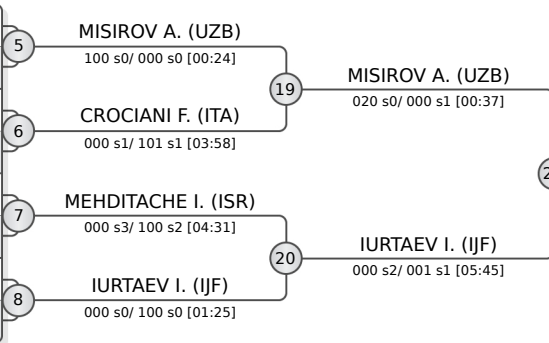 MISIROV A. (UZB)
5
100 s0/ 000 s0 [00:24]
19
MISIROV A. (UZB)
020 s0/ 000 s1 [00:37]
CROCIANI F. (ITA)
6
000 s1/ 101 s1 [03:58]
MEHDITACHE I. (ISR)
7
000 s3/ 100 s2 [04:31]
20
IURTAEV I. (IJF)
000 s2/ 001 s1 [05:45]
IURTAEV I. (IJF)
8
000 s0/ 100 s0 [01:25]